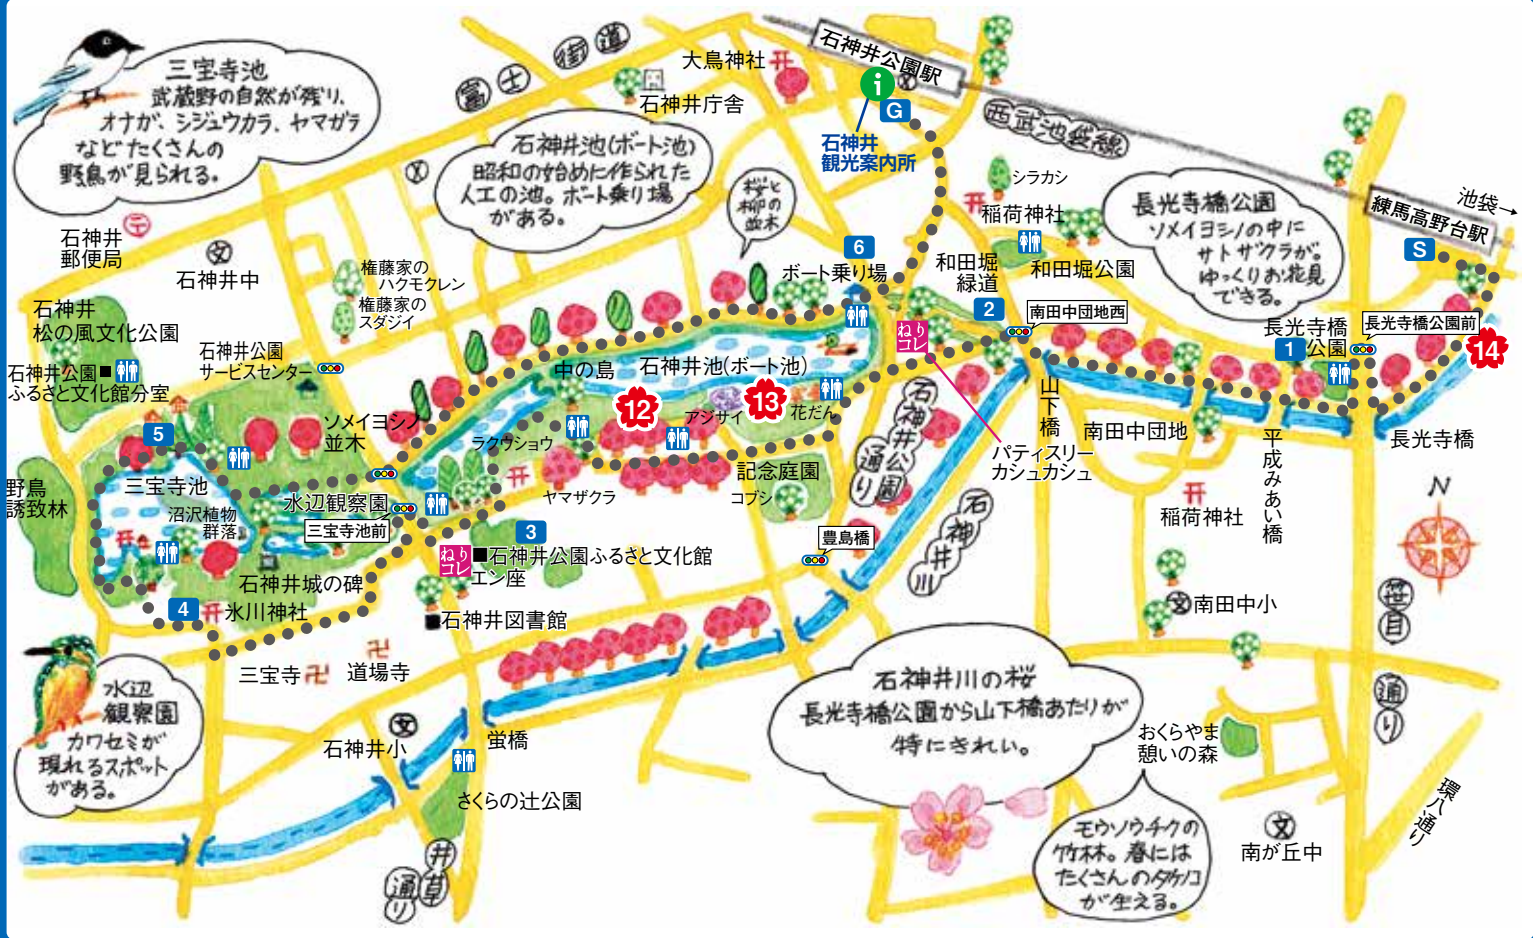 三宝寺池
武蔵野の自然が残り、
オナガ、シジュウカラ、ヤマガラ
などたくさんの
野鳥が見られる。
富士街道
大鳥神社
石神井庁舎
石神井公園駅
i
G
石神井
観光案内所
西武池袋線
石神井池(ボート池)
昭和の始めに作られた
人工の池。ボート乗り場
がある。
桜と
柳の
並木
シラカシ
稲荷神社
和田堀公園
和田堀
緑道
長光寺橋公園
ソメイヨシノの中に
サトザクラが。
ゆっくりお花見
できる。
池袋→
練馬高野台駅
S
石神井
郵便局
文
石神井中
権藤家の
ハクモクレン
権藤家の
スダジイ
6
ボート乗り場
2
南田中団地西
長光寺橋
公園
1
長光寺橋公園前
14
石神井
松の風文化公園
石神井公園
ふるさと文化館分室
石神井公園
サービスセンター
ソメイヨシノ
並木
中の島
石神井池(ボート池)
12
アジサイ
13
花だん
ねり
コレ
パティスリー
カシュカシュ
石神井公園通り
山下橋
南田中団地
平成みあい橋
長光寺橋
5
三宝寺池
沼沢植物
群落
野鳥
誘致林
水辺観察園
三宝寺池前
ラクウショウ
ヤマザクラ
記念庭園
コブシ
豊島橋
石神井川
稲荷神社
N
3
ねり
コレ
石神井公園ふるさと文化館
エン座
石神井城の碑
4
氷川神社
石神井図書館
三宝寺
道場寺
文
南田中小
笹目通り
水辺
観察園
カワセミが
現れるスポット
がある。
文
石神井小
蛍橋
さくらの辻公園
井草通り
石神井川の桜
長光寺橋公園から山下橋あたりが
特にきれい。
おくらやま
憩いの森
モウソウチクの
竹林。春には
たくさんのタケノコ
が生える。
文
南が丘中
環八通り